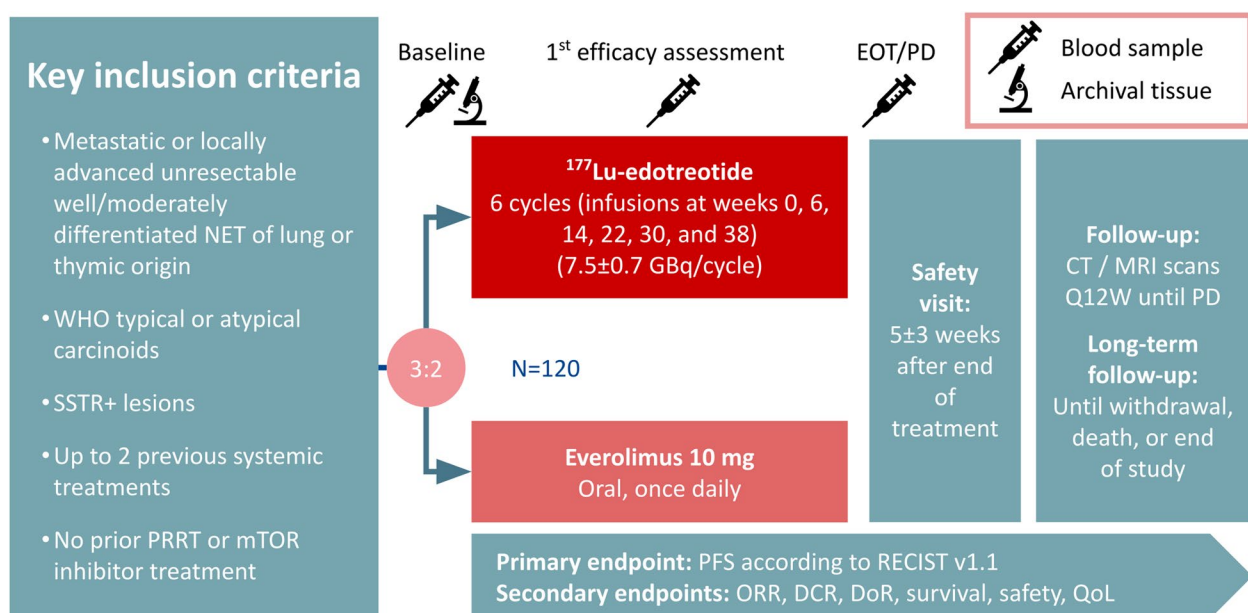 Key inclusion criteria
•Metastatic or locally
advanced unresectable
well/moderately
differentiated NET of lung or
thymic origin
•WHO typical or atypical
carcinoids
•SSTR+ lesions
•Up to 2 previous systemic
treatments
•No prior PRRT or mTOR
inhibitor treatment
Baseline
1st efficacy assessment
EOT/PD
Blood sample
Archival tissue
3:2
N=120
177Lu-edotreotide
6 cycles (infusions at weeks 0, 6,
14, 22, 30, and 38)
(7.5±0.7 GBq/cycle)
Everolimus 10 mg
Oral, once daily
Safety
visit:
5±3 weeks
after end
of
treatment
Follow-up:
CT / MRI scans
Q12W until PD
Long-term
follow-up:
Until withdrawal,
death, or end
of study
Primary endpoint: PFS according to RECIST v1.1
Secondary endpoints: ORR, DCR, DoR, survival, safety, QoL